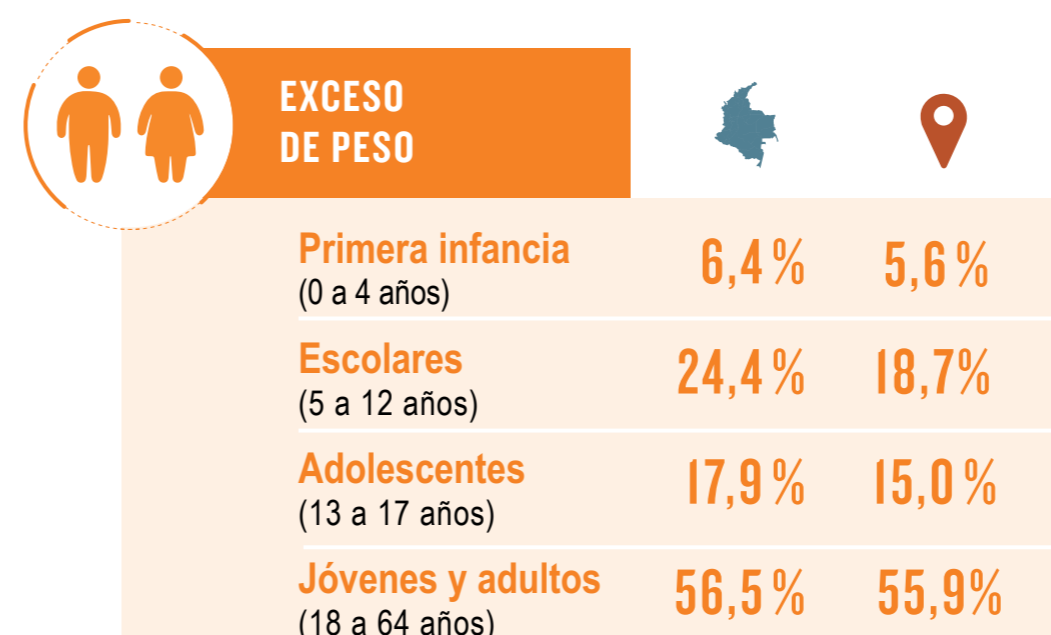 EXCESO
DE PESO
Primera infancia 6,4% 5,6%
(0 a 4 años)
Escolares 24,4% 18,7%
(5 a 12 años)
Adolescentes 17,9% 15,0%
(13 a 17 años)
Jóvenes y adultos 56,5% 55,9%
(18 a 64 años)